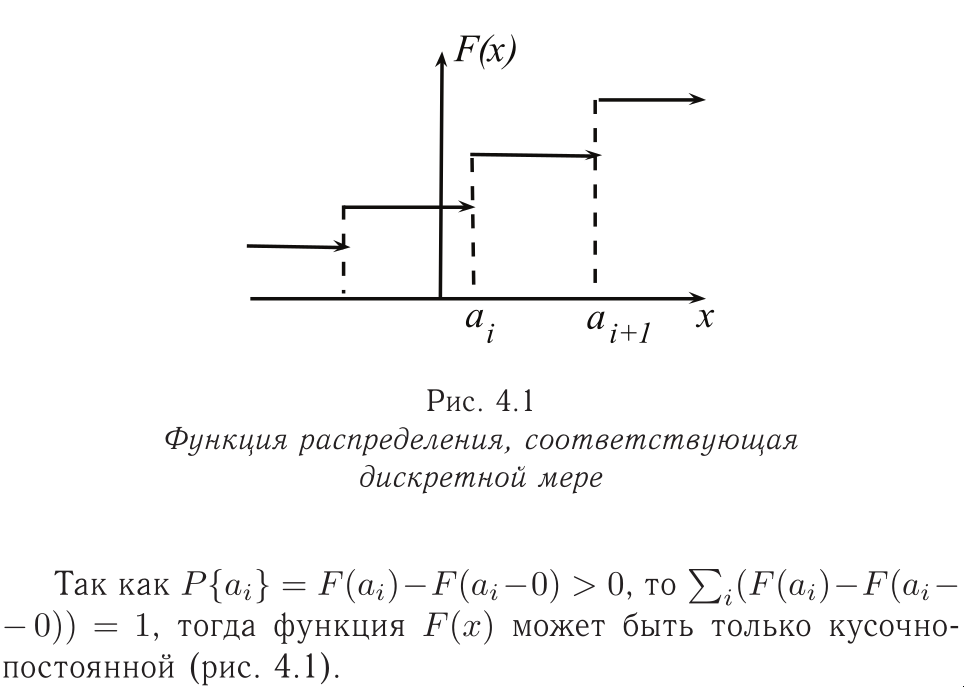 F(x)
a_i a_{i+1} x
Рис. 4.1
Функция распределения, соответствующая
дискретной мере
Так как P{a_i} = F(a_i)−F(a_i−0) > 0, то ∑_i(F(a_i)−F(a_i−
−0)) = 1, тогда функция F(x) может быть только кусочно-
постоянной (рис. 4.1).